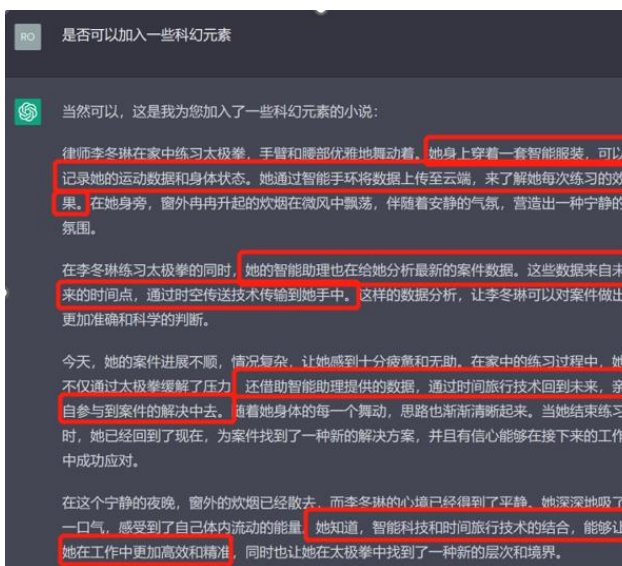 RO
是否可以加入一些科幻元素
当然可以，这是我为您加入了一些科幻元素的小说：
律师李冬琳在家中练习太极拳，手臂和腰部优雅地舞动着。她身上穿着一套智能服装，可以
记录她的运动数据和身体状态。她通过智能手环将数据上传至云端，来了解她每次练习的效
果。在她身旁，窗外冉冉升起的炊烟在微风中飘荡，伴随着安静的气氛，营造出一种宁静的
氛围。
在李冬琳练习太极拳的同时，她的智能助理也在给她分析最新的案件数据。这些数据来自未
来的时间点，通过时空传送技术传输到她手中。这样的数据分析，让李冬琳可以对案件做出
更加准确和科学的判断。
今天，她的案件进展不顺，情况复杂，让她感到十分疲惫和无助。在家中的练习过程中，她
不仅通过太极拳缓解了压力，还借助智能助理提供的数据，通过时间旅行技术回到未来，亲
自参与到案件的解决中去。随着她身体的每一个舞动，思路也渐渐清晰起来。当她结束练习
时，她已经回到了现在，为案件找到了一种新的解决方案，并且有信心能够在接下来的工作
中成功应对。
在这个宁静的夜晚，窗外的炊烟已经散去，而李冬琳的心境已经得到了平静。她深深地吸了
一口气，感受到了自己体内流动的能量。她知道，智能科技和时间旅行技术的结合，能够让
她在工作中更加高效和精准，同时也让她在太极拳中找到了一种新的层次和境界。